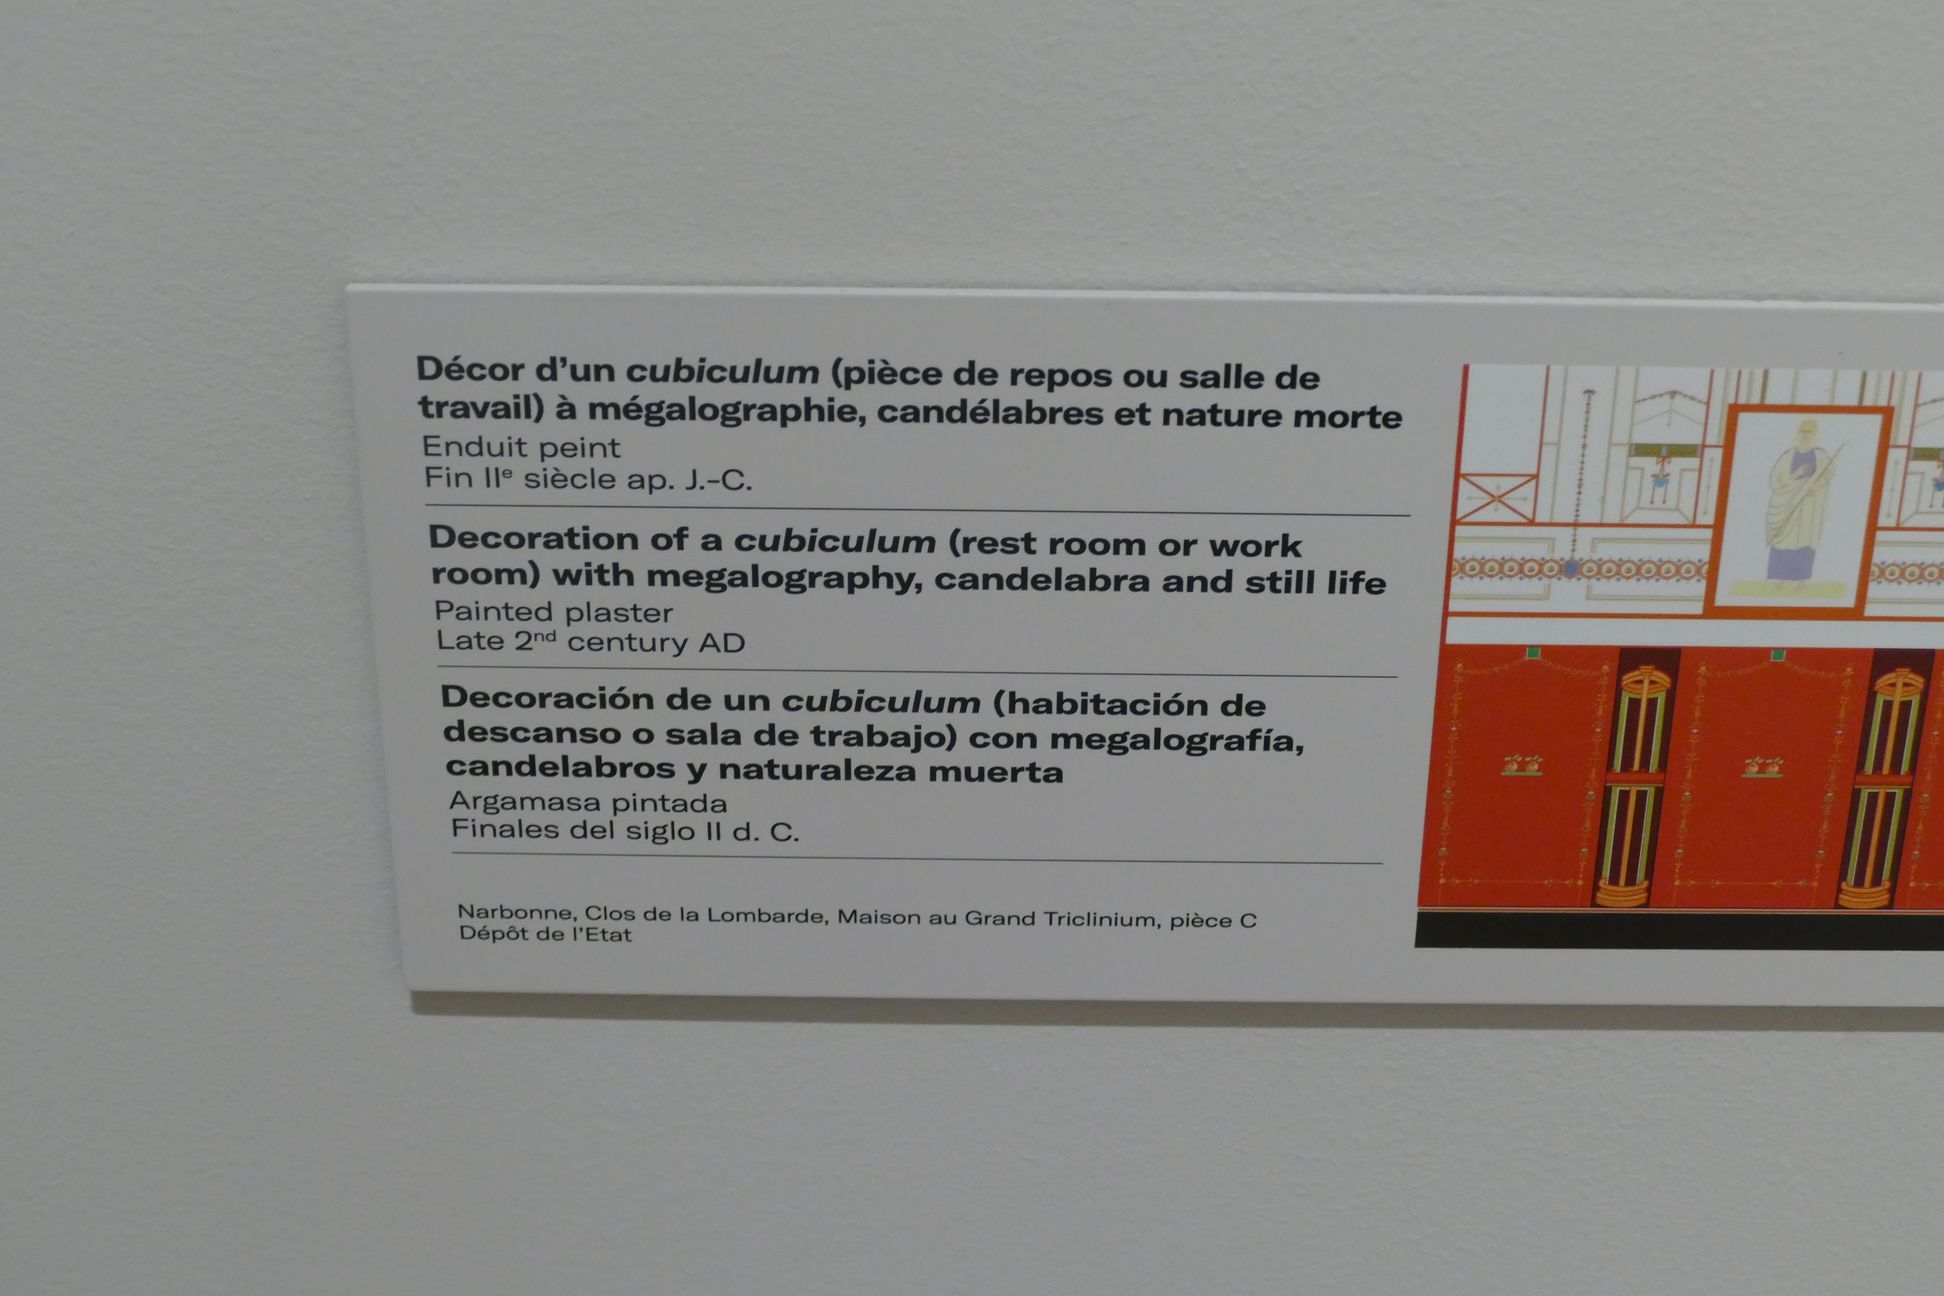 Décor d’un cubiculum (pièce de repos ou salle de
travail) à mégalographie, candélabres et nature morte
Enduit peint
Fin IIe siècle ap. J.-C.
Decoration of a cubiculum (rest room or work
room) with megalography, candelabra and still life
Painted plaster
Late 2nd century AD
Decoración de un cubiculum (habitación de
descanso o sala de trabajo) con megalografía,
candelabros y naturaleza muerta
Argamasa pintada
Finales del siglo II d. C.
Narbonne, Clos de la Lombarde, Maison au Grand Triclinium, pièce C
Dépôt de l’Etat